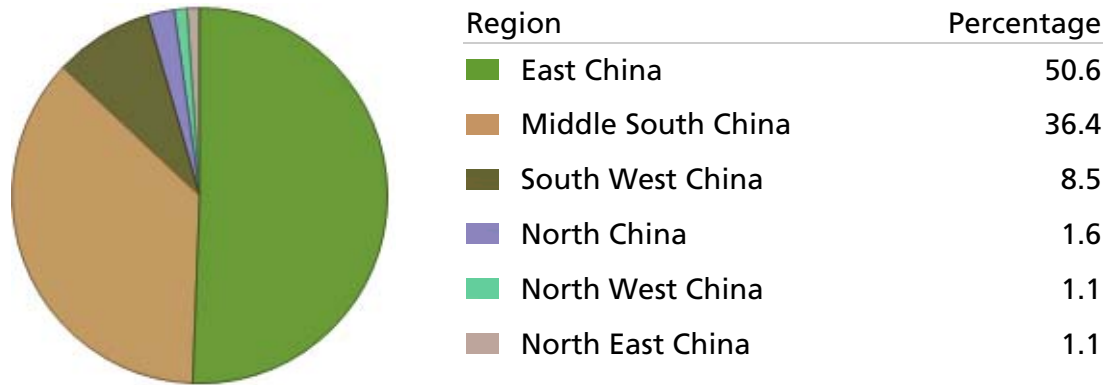 Region Percentage
East China 50.6
Middle South China 36.4
South West China 8.5
North China 1.6
North West China 1.1
North East China 1.1